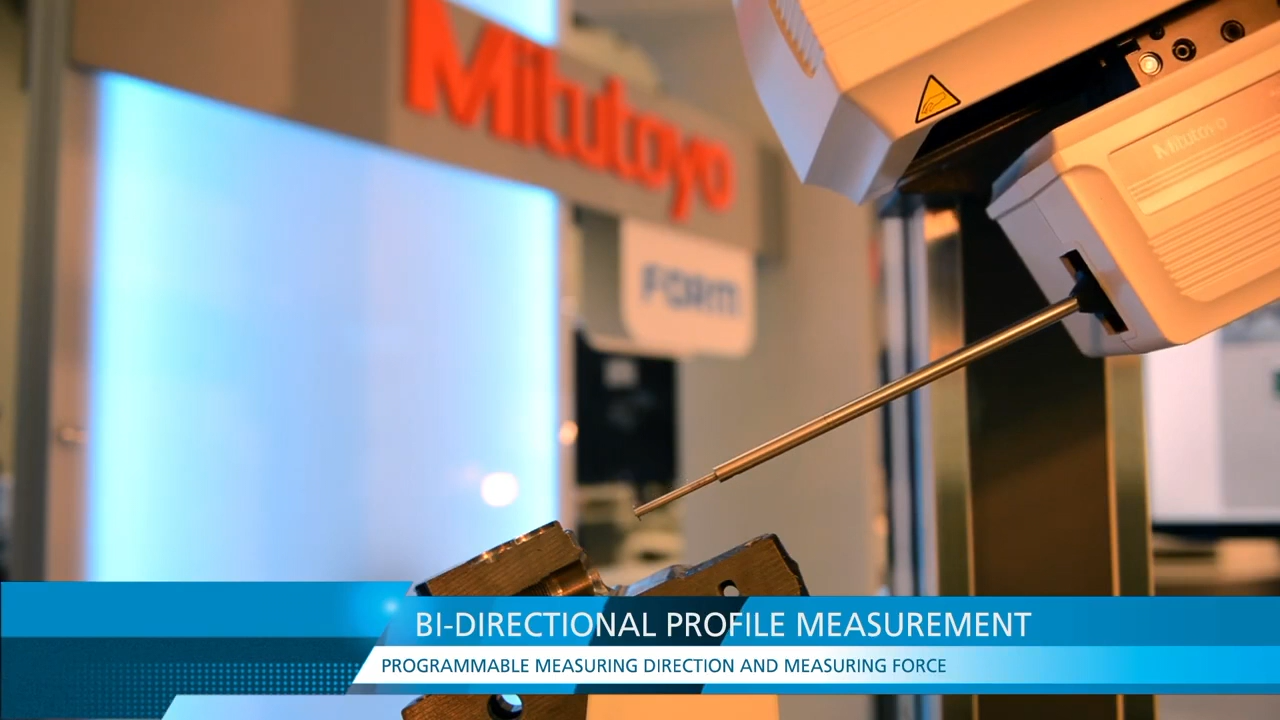 Mitutoyo
Mitutoyo
FORM
BI-DIRECTIONAL PROFILE MEASUREMENT
PROGRAMMABLE MEASURING DIRECTION AND MEASURING FORCE